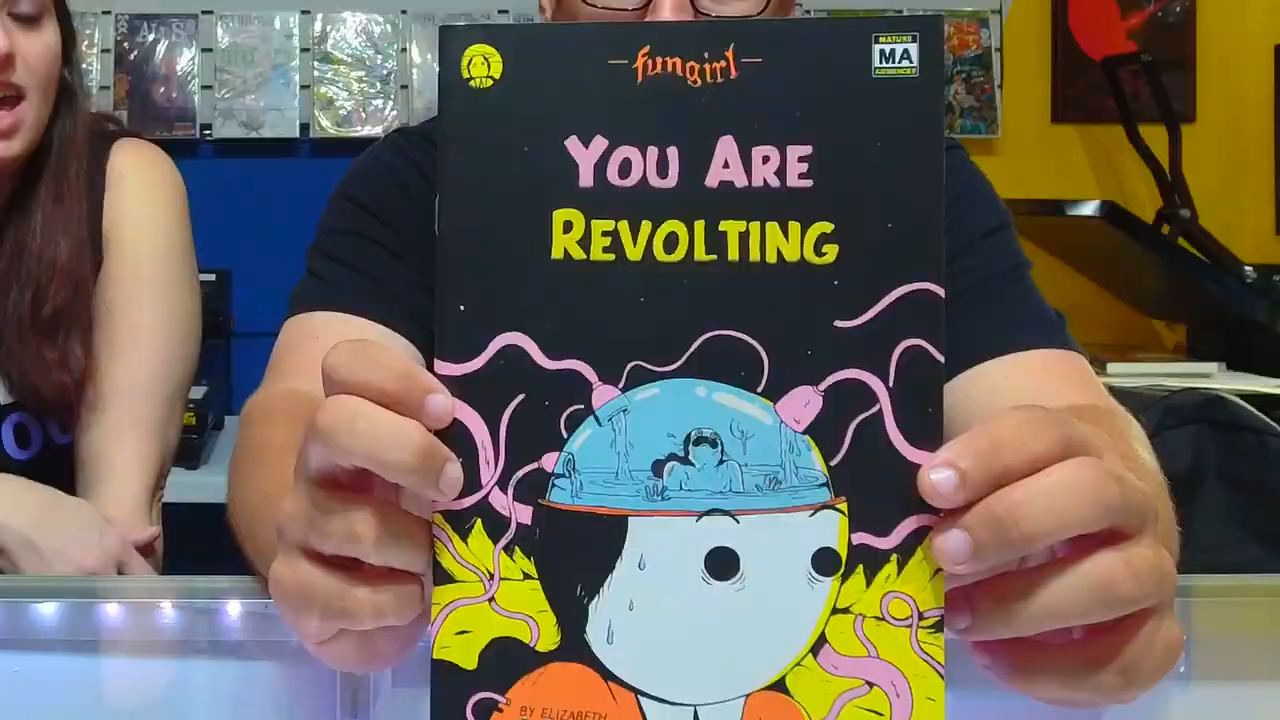 fungirl
MATURE
MA
AUDIENCES
YOU ARE
REVOLTING
BY ELIZABETH